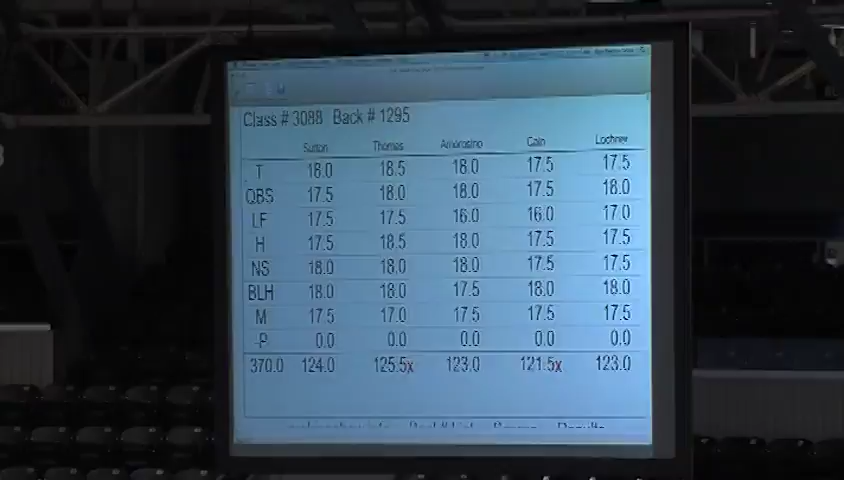 Class # 3088 Back # 1295
Sutton Thomas Amorosino Cain Lochner
T 18.0 18.5 18.0 17.5 17.5
QBS 17.5 18.0 18.0 17.5 18.0
LF 17.5 17.5 16.0 16.0 17.0
H 17.5 18.5 18.0 17.5 17.5
NS 18.0 18.0 18.0 17.5 17.5
BLH 18.0 18.0 17.5 18.0 18.0
M 17.5 17.0 17.5 17.5 17.5
-P 0.0 0.0 0.0 0.0 0.0
370.0 124.0 125.5x 123.0 121.5x 123.0